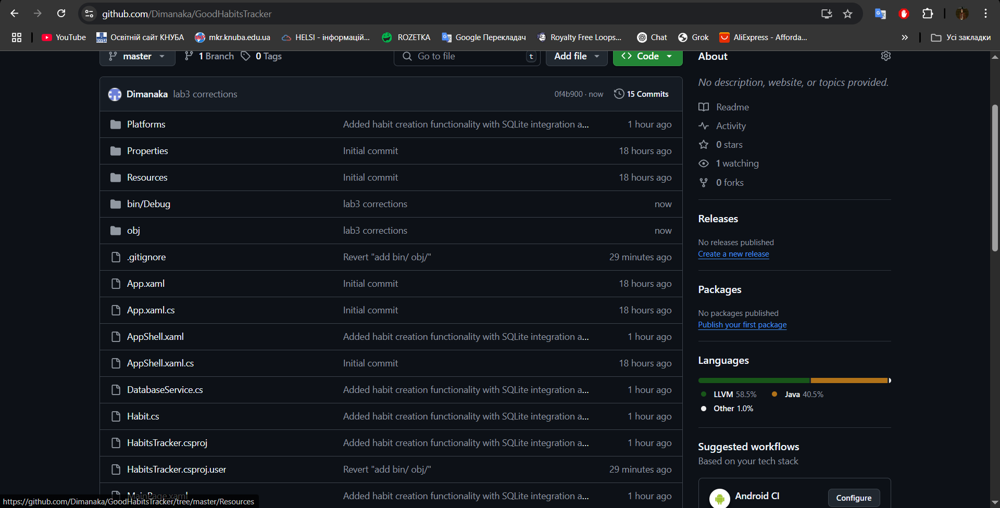 github.com/Dimanaka/GoodHabitsTracker
YouTube
Освітній сайт КНУБА
mkr.knuba.edu.ua
HELSI - інформацій...
ROZETKA
Google Перекладач
Royalty Free Loops...
Chat
Grok
AliExpress - Afforda...
Усі закладки
master
1 Branch
0 Tags
Go to file
t
Add file
Code
Dimanaka lab3 corrections
0f4b900 · now
15 Commits
Platforms Added habit creation functionality with SQLite integration a... 1 hour ago
Properties Initial commit 18 hours ago
Resources Initial commit 18 hours ago
bin/Debug lab3 corrections now
obj lab3 corrections now
.gitignore Revert "add bin/ obj/" 29 minutes ago
App.xaml Initial commit 18 hours ago
App.xaml.cs Initial commit 18 hours ago
AppShell.xaml Added habit creation functionality with SQLite integration a... 1 hour ago
AppShell.xaml.cs Initial commit 18 hours ago
DatabaseService.cs Added habit creation functionality with SQLite integration a... 1 hour ago
Habit.cs Added habit creation functionality with SQLite integration a... 1 hour ago
HabitsTracker.csproj Added habit creation functionality with SQLite integration a... 1 hour ago
HabitsTracker.csproj.user Revert "add bin/ obj/" 29 minutes ago
MainPage.xaml Added habit creation functionality with SQLite integration a... 1 hour ago
https://github.com/Dimanaka/GoodHabitsTracker/tree/master/Resources
About
No description, website, or topics provided.
Readme
Activity
0 stars
1 watching
0 forks
Releases
No releases published
Create a new release
Packages
No packages published
Publish your first package
Languages
LLVM 58.5%
Java 40.5%
Other 1.0%
Suggested workflows
Based on your tech stack
Android CI
Configure